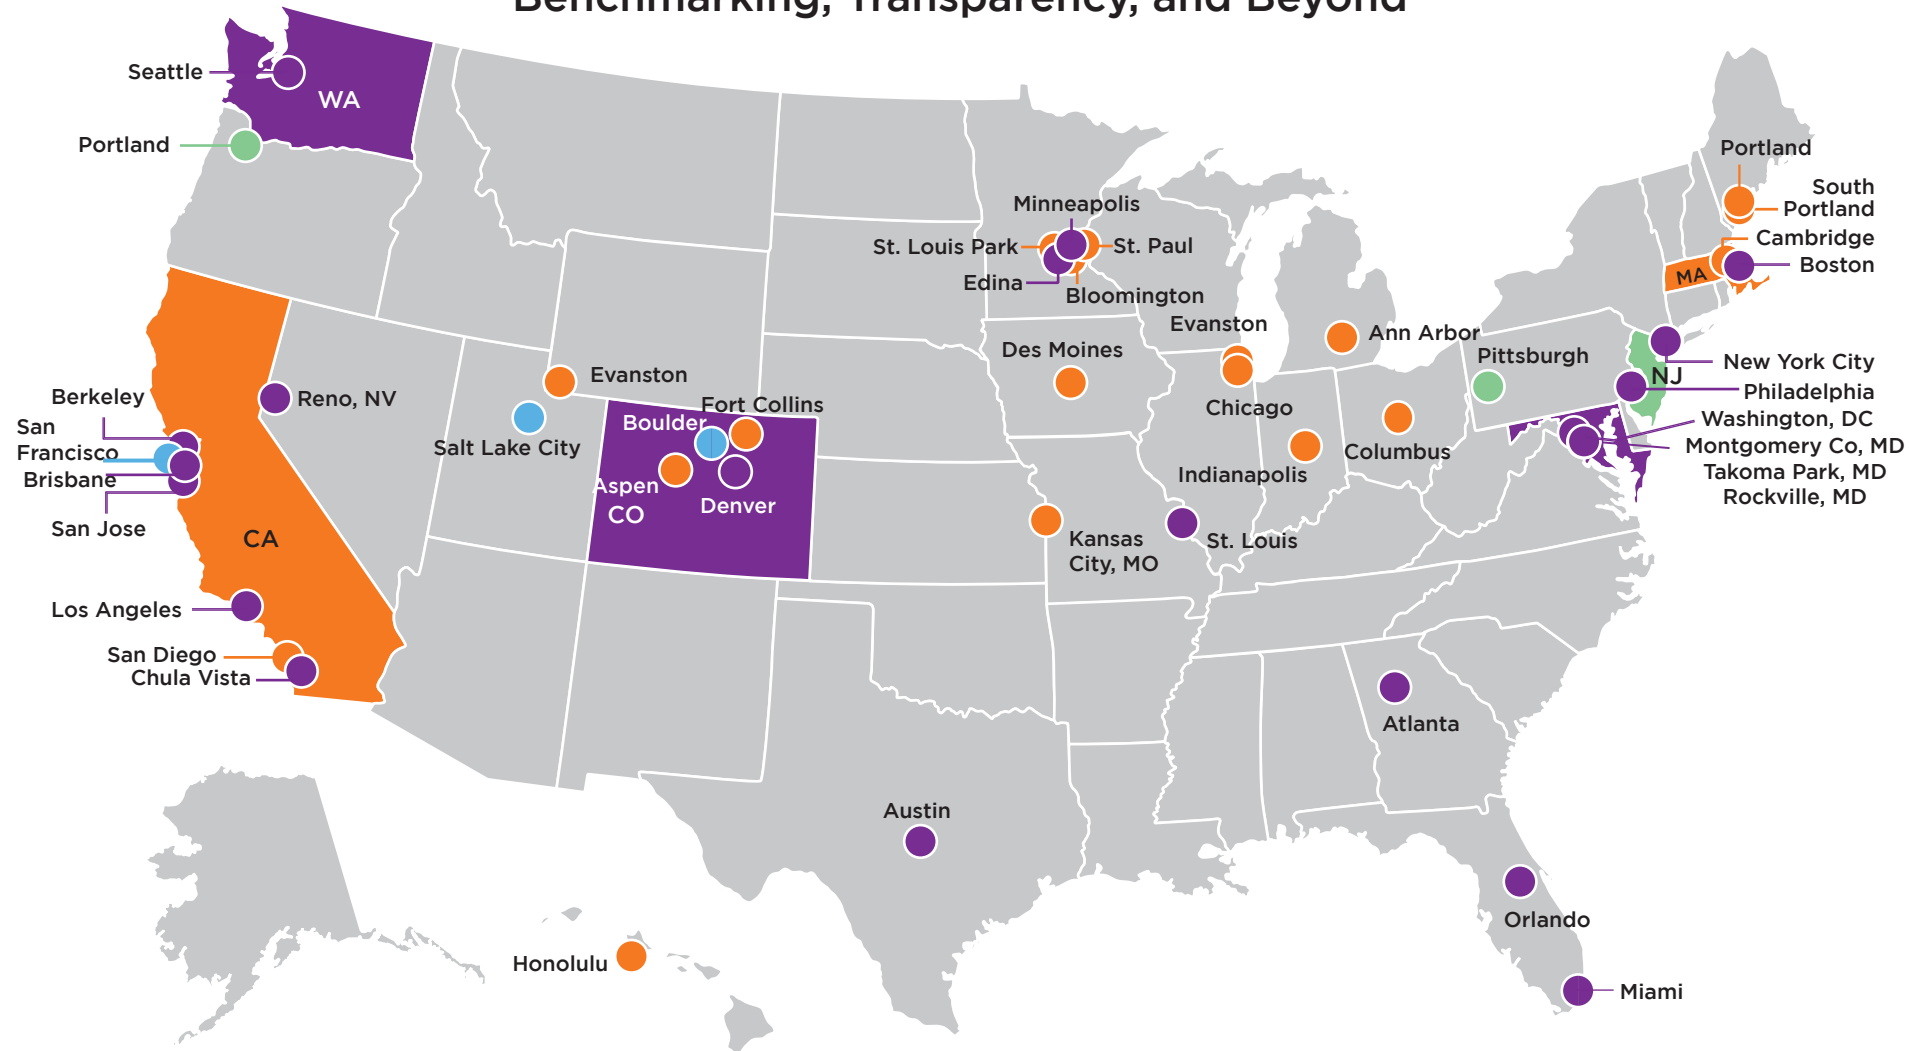 Benchmarking, Transparency, and Beyond
Seattle
WA
Portland
Portland
South
Portland
Cambridge
Boston
MA
Minneapolis
St. Louis Park
St. Paul
Edina
Bloomington
Evanston
Ann Arbor
Des Moines
Pittsburgh
NJ
New York City
Philadelphia
Washington, DC
Montgomery Co, MD
Takoma Park, MD
Rockville, MD
Berkeley
San
Francisco
Brisbane
San Jose
Reno, NV
Evanston
Salt Lake City
Fort Collins
Boulder
Aspen
CO
Denver
Chicago
Indianapolis
Columbus
CA
Kansas
City, MO
St. Louis
Los Angeles
San Diego
Chula Vista
Atlanta
Austin
Orlando
Honolulu
Miami